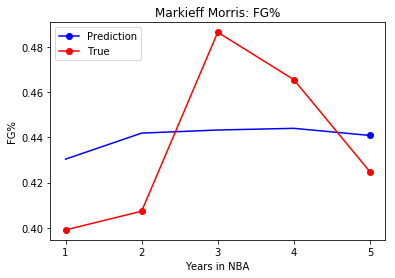 Markieff Morris: FG%
Prediction
True
FG%
0.48
0.46
0.44
0.42
0.40
1 2 3 4 5
Years in NBA